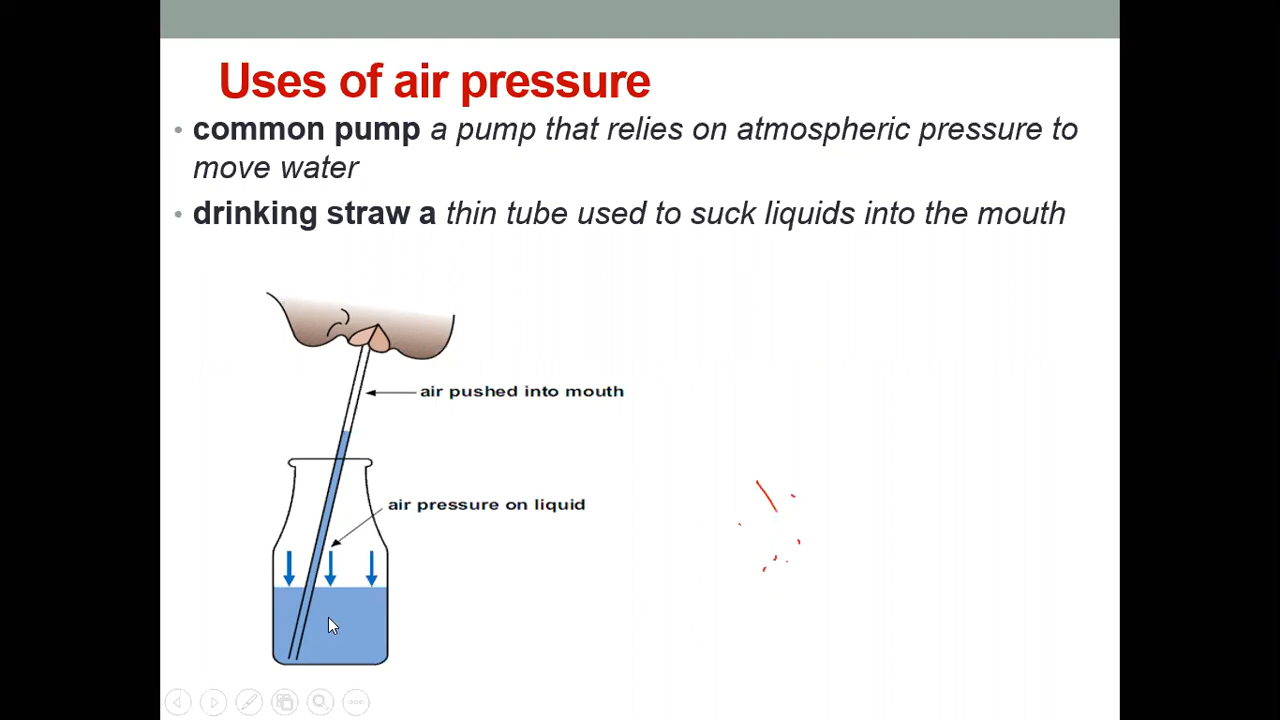 Uses of air pressure
• common pump a pump that relies on atmospheric pressure to
move water
• drinking straw a thin tube used to suck liquids into the mouth
air pushed into mouth
air pressure on liquid